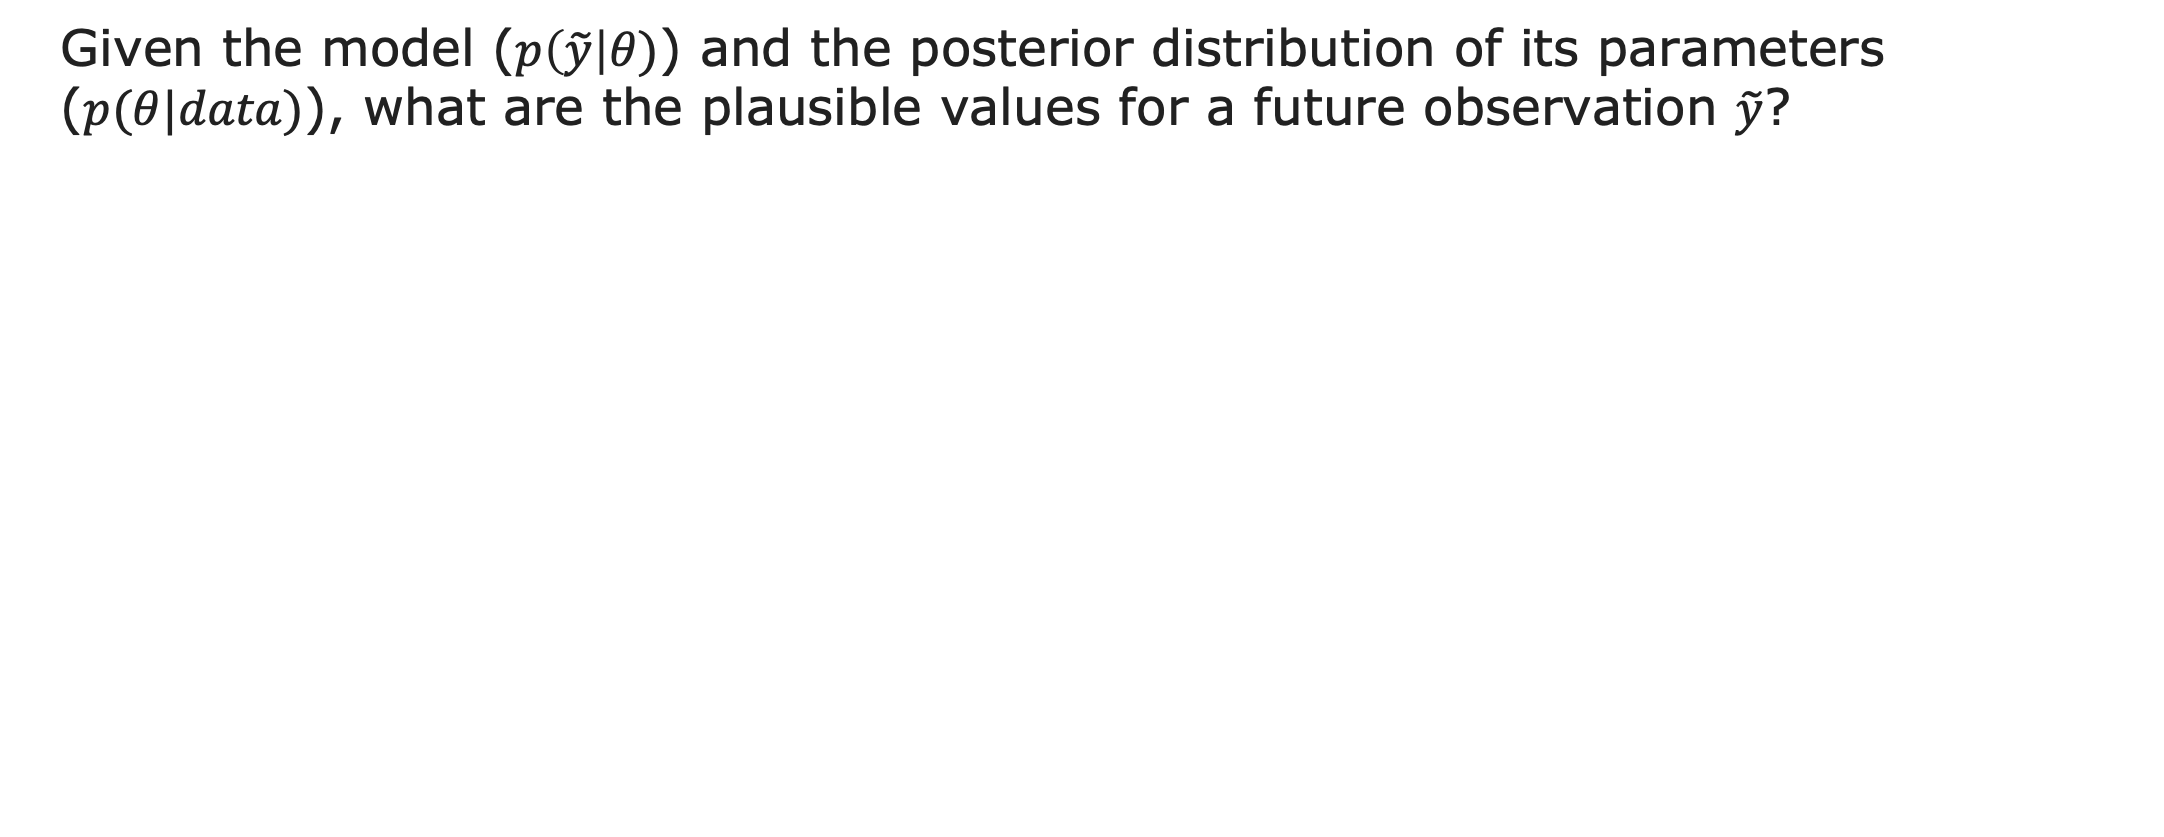 Given the model (p(ỹ|θ)) and the posterior distribution of its parameters
(p(θ|data)), what are the plausible values for a future observation ỹ?